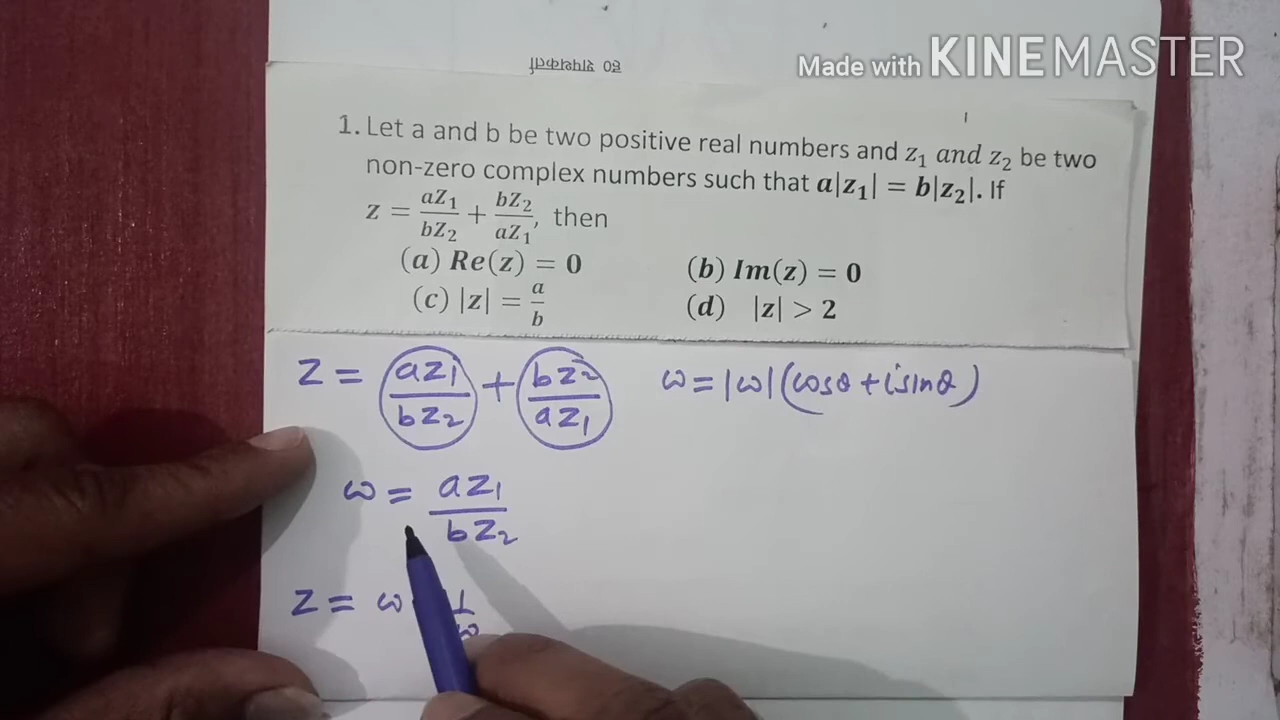 Made with KINEMASTER
1. Let a and b be two positive real numbers and z₁ and z₂ be two
non-zero complex numbers such that a|z₁| = b|z₂|. If
z = aZ₁/bZ₂ + bZ₂/aZ₁, then
(a) Re(z) = 0 (b) Im(z) = 0
(c) |z| = a/b (d) |z| > 2
Z = az₁/bz₂ + bz₂/az₁ ω = |ω|(cosθ + isinθ)
ω = az₁/bz₂
Z = ω 1/ω